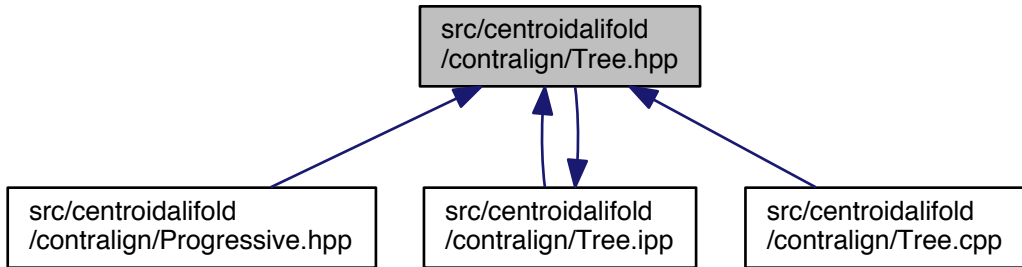 src/centroidalifold
/contralign/Tree.hpp
src/centroidalifold
/contralign/Progressive.hpp
src/centroidalifold
/contralign/Tree.ipp
src/centroidalifold
/contralign/Tree.cpp